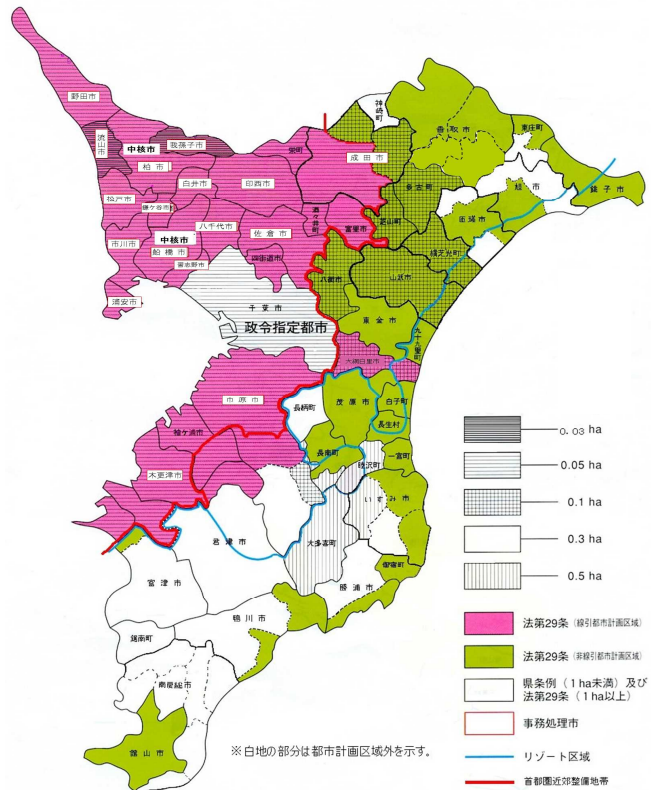 野田市
流山市
中核市
柏市
我孫子市
栄町
成田市
神崎町
香取市
東庄町
銚子市
旭市
匝瑳市
多古町
芝山町
横芝光町
松戸市
鎌ケ谷市
白井市
印西市
酒々井町
富里市
市川市
中核市
船橋市
八千代市
習志野市
佐倉市
四街道市
八街市
山武市
浦安市
千葉市
政令指定都市
東金市
九十九里町
大網白里市
市原市
長柄町
茂原市
白子町
長生村
袖ケ浦市
長南町
睦沢町
一宮町
木更津市
君津市
大多喜町
いすみ市
御宿町
勝浦市
富津市
鴨川市
鋸南町
南房総市
館山市
0.03 ha
0.05 ha
0.1 ha
0.3 ha
0.5 ha
法第29条(線引都市計画区域)
法第29条(非線引都市計画区域)
県条例(1ha未満)及び
法第29条(1ha以上)
事務処理市
リゾート区域
首都圏近郊整備地帯
※白地の部分は都市計画区域外を示す。